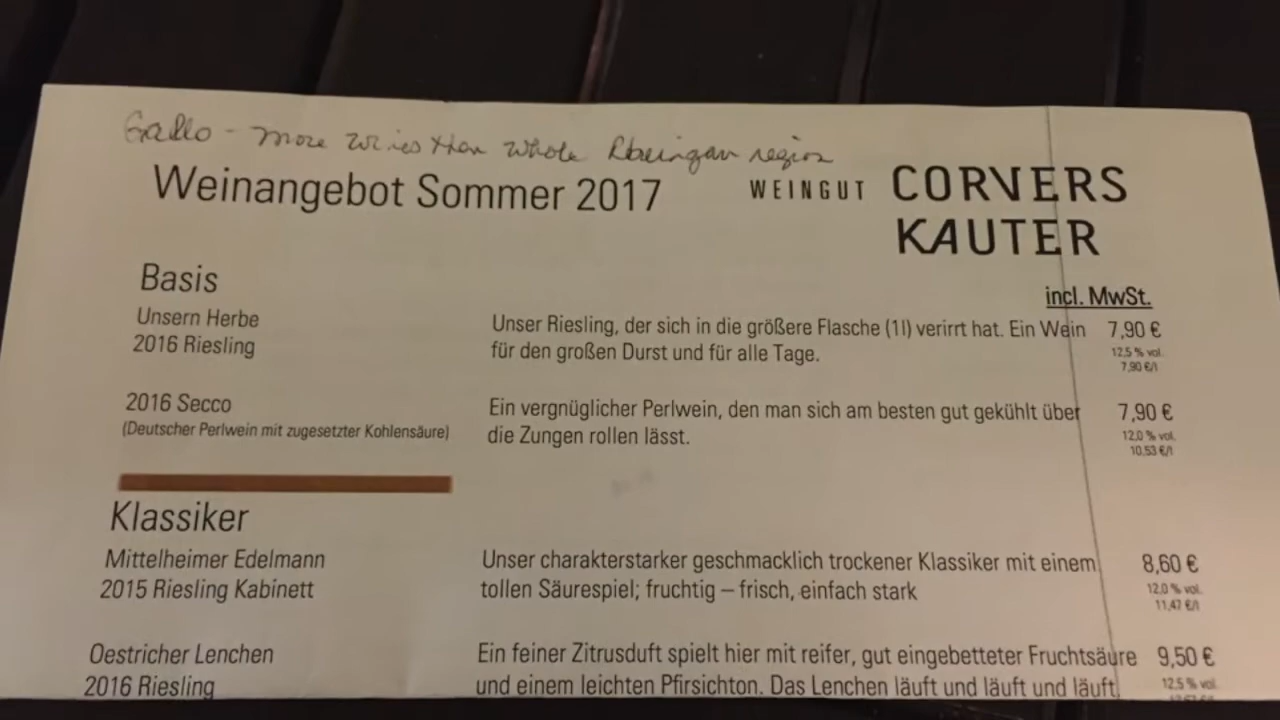 Gallo - more wines than whole Rheingau region
Weinangebot Sommer 2017
WEINGUT CORVERS
KAUTER
Basis
incl. MwSt.
Unsern Herbe
2016 Riesling
Unser Riesling, der sich in die größere Flasche (1l) verirrt hat. Ein Wein
für den großen Durst und für alle Tage.
7,90 €
12,5 % vol.
7,90 €/l
2016 Secco
(Deutscher Perlwein mit zugesetzter Kohlensäure)
Ein vergnüglicher Perlwein, den man sich am besten gut gekühlt über
die Zungen rollen lässt.
7,90 €
12,0 % vol.
10,53 €/l
Klassiker
Mittelheimer Edelmann
2015 Riesling Kabinett
Unser charakterstarker geschmacklich trockener Klassiker mit einem
tollen Säurespiel; fruchtig – frisch, einfach stark
8,60 €
12,0 % vol.
11,47 €/l
Oestricher Lenchen
2016 Riesling
Ein feiner Zitrusduft spielt hier mit reifer, gut eingebetteter Fruchtsäure
und einem leichten Pfirsichton. Das Lenchen läuft und läuft und läuft.
9,50 €
12,5 % vol.